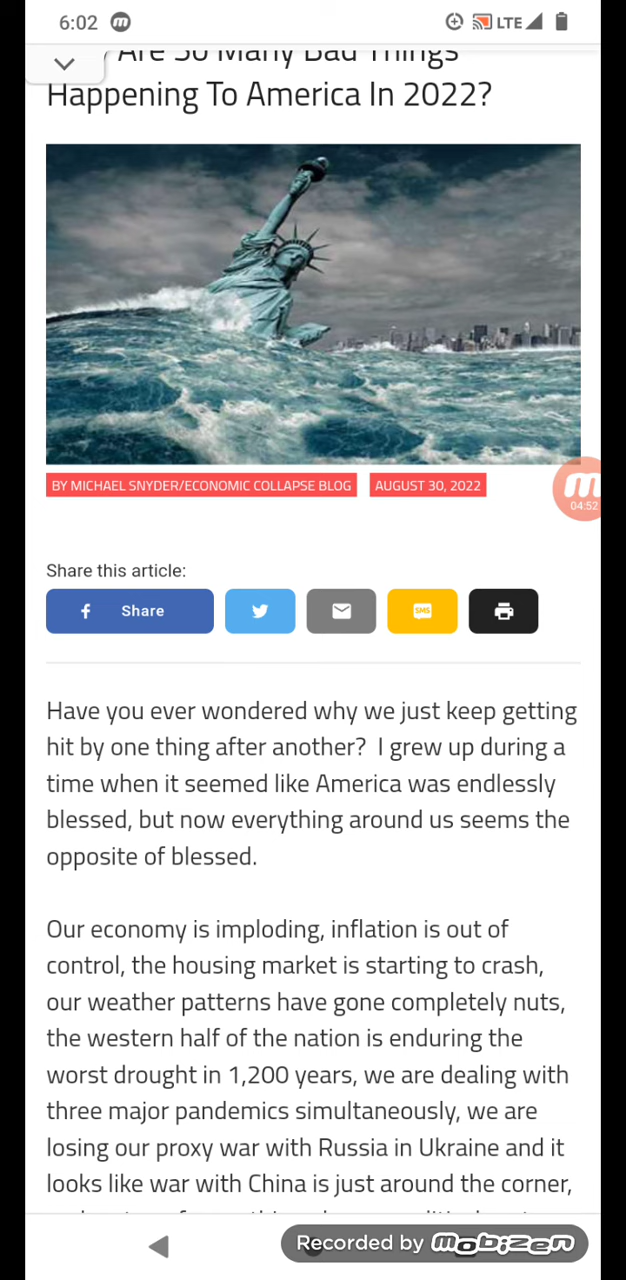 6:02
LTE
Are So Many Bad Things
Happening To America In 2022?
BY MICHAEL SNYDER/ECONOMIC COLLAPSE BLOG
AUGUST 30, 2022
04:52
Share this article:
Share
SMS
Have you ever wondered why we just keep getting
hit by one thing after another? I grew up during a
time when it seemed like America was endlessly
blessed, but now everything around us seems the
opposite of blessed.
Our economy is imploding, inflation is out of
control, the housing market is starting to crash,
our weather patterns have gone completely nuts,
the western half of the nation is enduring the
worst drought in 1,200 years, we are dealing with
three major pandemics simultaneously, we are
losing our proxy war with Russia in Ukraine and it
looks like war with China is just around the corner,
Recorded by mobizen